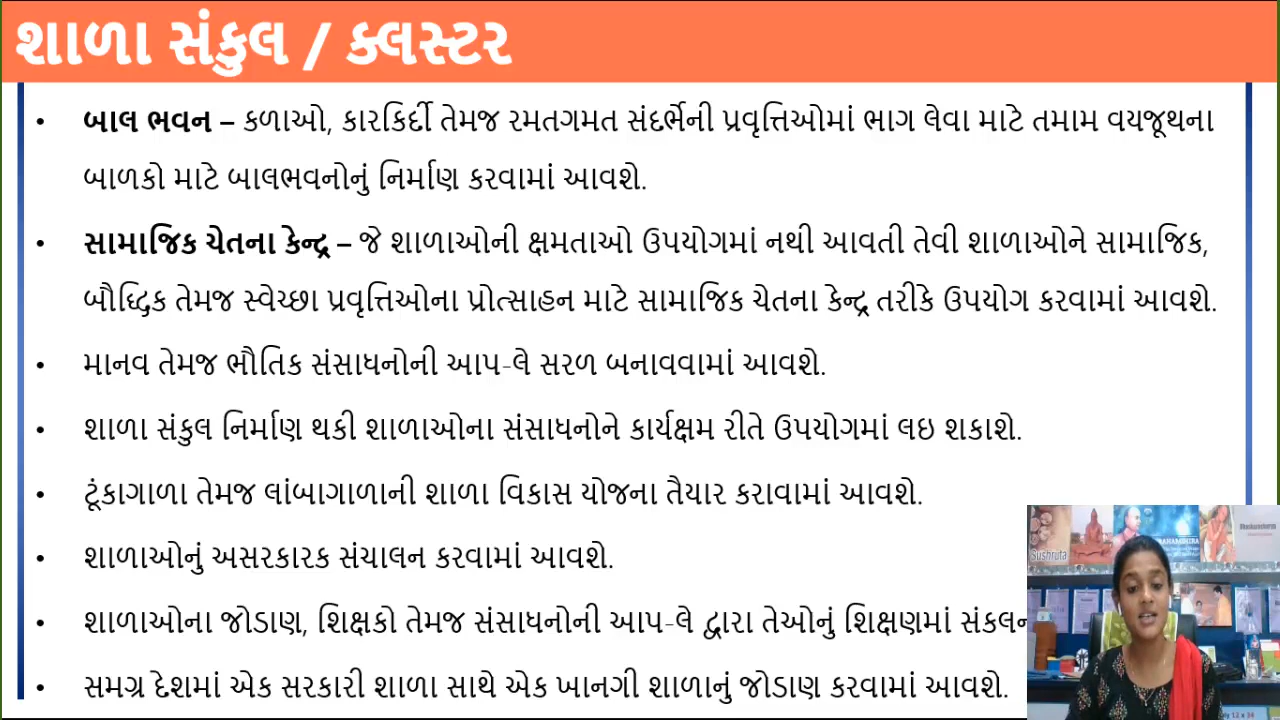 શાળા સંકુલ / ક્લસ્ટર
• બાલ ભવન – કળાઓ, કારકિર્દી તેમજ રમતગમત સંદર્ભેની પ્રવૃત્તિઓમાં ભાગ લેવા માટે તમામ વયજૂથના
બાળકો માટે બાલભવનોનું નિર્માણ કરવામાં આવશે.
• સામાજિક ચેતના કેન્દ્ર – જે શાળાઓની ક્ષમતાઓ ઉપયોગમાં નથી આવતી તેવી શાળાઓને સામાજિક,
બૌધ્દિક તેમજ સ્વેચ્છા પ્રવૃત્તિઓના પ્રોત્સાહન માટે સામાજિક ચેતના કેન્દ્ર તરીકે ઉપયોગ કરવામાં આવશે.
• માનવ તેમજ ભૌતિક સંસાધનોની આપ-લે સરળ બનાવવામાં આવશે.
• શાળા સંકુલ નિર્માણ થકી શાળાઓના સંસાધનોને કાર્યક્ષમ રીતે ઉપયોગમાં લઇ શકાશે.
• ટૂંકાગાળા તેમજ લાંબાગાળાની શાળા વિકાસ યોજના તૈયાર કરાવામાં આવશે.
• શાળાઓનું અસરકારક સંચાલન કરવામાં આવશે.
• શાળાઓના જોડાણ, શિક્ષકો તેમજ સંસાધનોની આપ-લે દ્વારા તેઓનું શિક્ષણમાં
• સમગ્ર દેશમાં એક સરકારી શાળા સાથે એક ખાનગી શાળાનું જોડાણ કરવામાં આવશે.
Sushruta